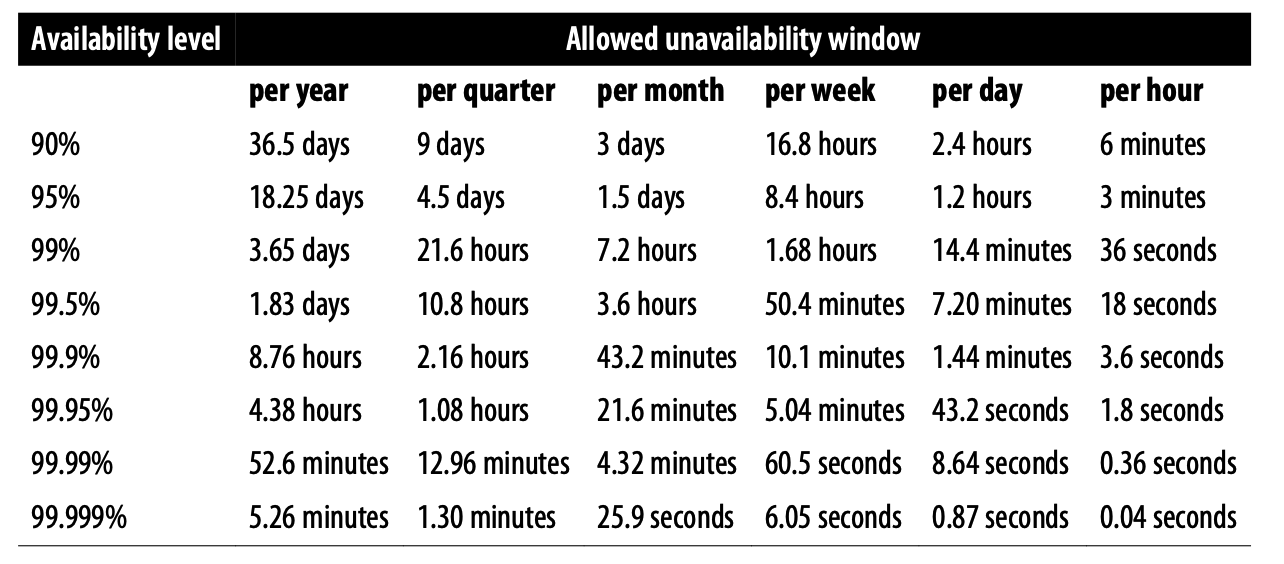 Availability level Allowed unavailability window
per year per quarter per month per week per day per hour
90% 36.5 days 9 days 3 days 16.8 hours 2.4 hours 6 minutes
95% 18.25 days 4.5 days 1.5 days 8.4 hours 1.2 hours 3 minutes
99% 3.65 days 21.6 hours 7.2 hours 1.68 hours 14.4 minutes 36 seconds
99.5% 1.83 days 10.8 hours 3.6 hours 50.4 minutes 7.20 minutes 18 seconds
99.9% 8.76 hours 2.16 hours 43.2 minutes 10.1 minutes 1.44 minutes 3.6 seconds
99.95% 4.38 hours 1.08 hours 21.6 minutes 5.04 minutes 43.2 seconds 1.8 seconds
99.99% 52.6 minutes 12.96 minutes 4.32 minutes 60.5 seconds 8.64 seconds 0.36 seconds
99.999% 5.26 minutes 1.30 minutes 25.9 seconds 6.05 seconds 0.87 seconds 0.04 seconds